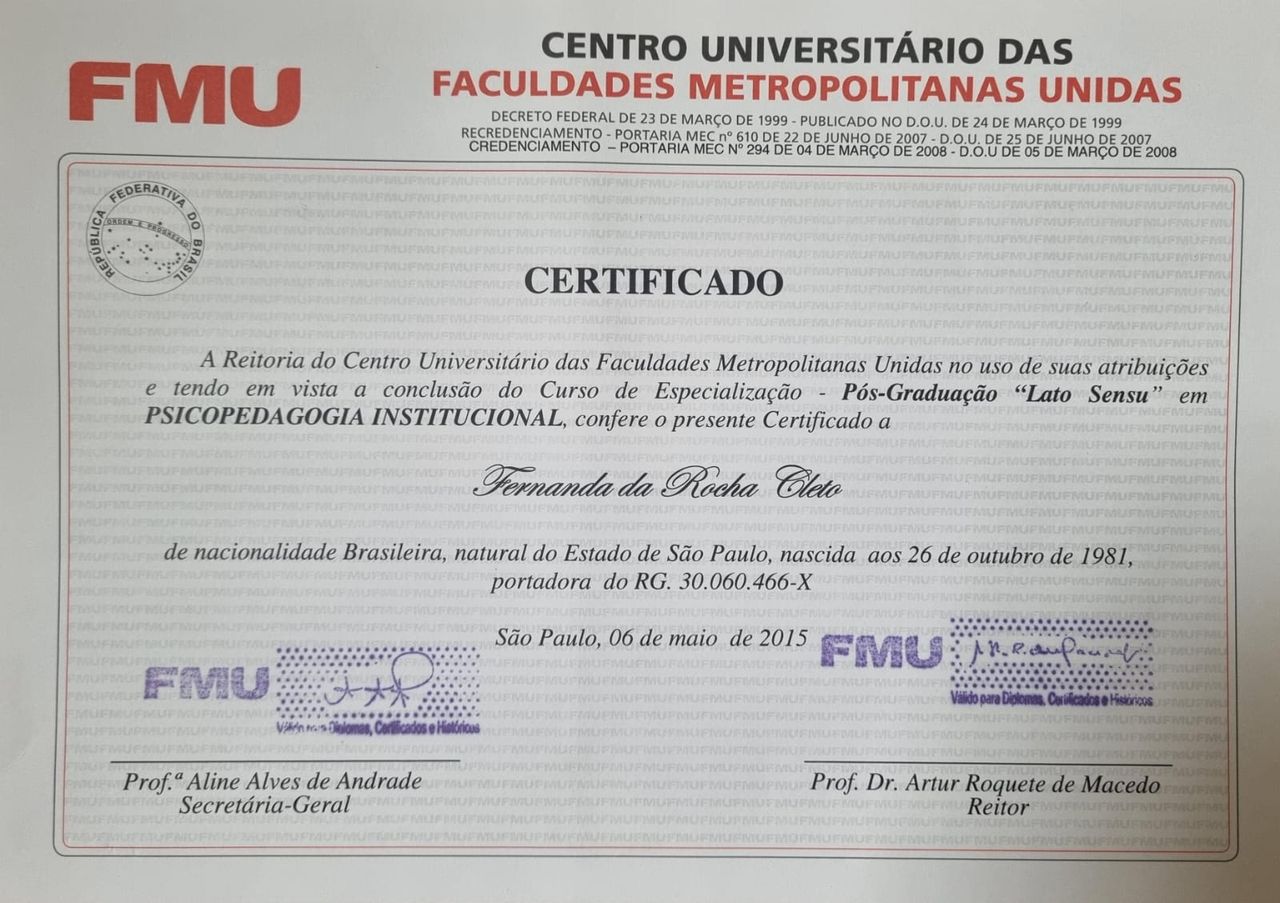 FMU
CENTRO UNIVERSITÁRIO DAS
FACULDADES METROPOLITANAS UNIDAS
DECRETO FEDERAL DE 23 DE MARÇO DE 1999 - PUBLICADO NO D.O.U. DE 24 DE MARÇO DE 1999
RECREDENCIAMENTO - PORTARIA MEC nº 610 DE 22 DE JUNHO DE 2007 - D.O.U. DE 25 DE JUNHO DE 2007
CREDENCIAMENTO – PORTARIA MEC Nº 294 DE 04 DE MARÇO DE 2008 - D.O.U DE 05 DE MARÇO DE 2008
REPÚBLICA FEDERATIVA DO BRASIL
ORDEM E PROGRESSO
CERTIFICADO
A Reitoria do Centro Universitário das Faculdades Metropolitanas Unidas no uso de suas atribuições
e tendo em vista a conclusão do Curso de Especialização - Pós-Graduação “Lato Sensu” em
PSICOPEDAGOGIA INSTITUCIONAL, confere o presente Certificado a
Fernanda da Rocha Cleto
de nacionalidade Brasileira, natural do Estado de São Paulo, nascida aos 26 de outubro de 1981,
portadora do RG. 30.060.466-X
São Paulo, 06 de maio de 2015
FMU
Válido para Diplomas, Certificados e Históricos
FMU
Válido para Diplomas, Certificados e Históricos
Prof.ª Aline Alves de Andrade
Secretária-Geral
Prof. Dr. Artur Roquete de Macedo
Reitor